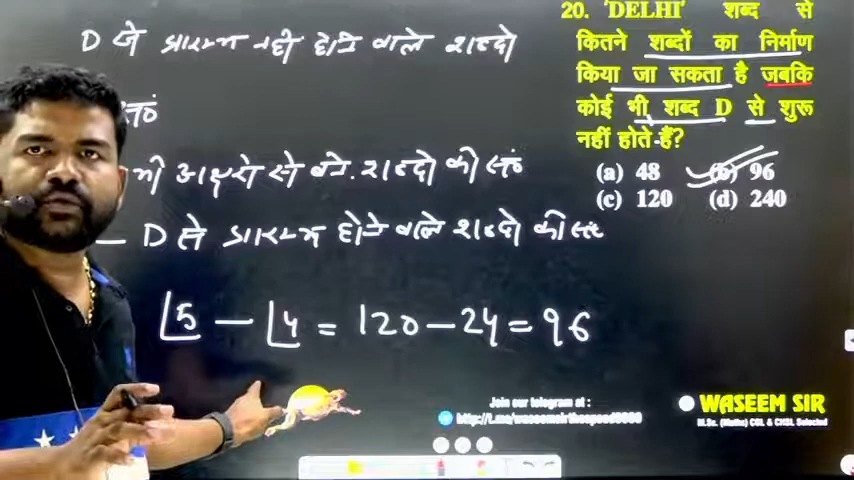 20. 'DELHI' शब्द से
कितने शब्दों का निर्माण
किया जा सकता है जबकि
कोई भी शब्द D से शुरू
नहीं होते हैं?
(a) 48 (b) 96
(c) 120 (d) 240
D से प्रारम्भ नहीं होने वाले शब्दो
सं०
भी अक्षरो से बने शब्दो की सं०
— D से प्रारम्भ होने वाले शब्दो की सं०
⌊5 — ⌊4 = 120 — 24 = 96
Join our telegram at :
WASEEM SIR
M.Sc. (Maths) CGL & CHSL Selected